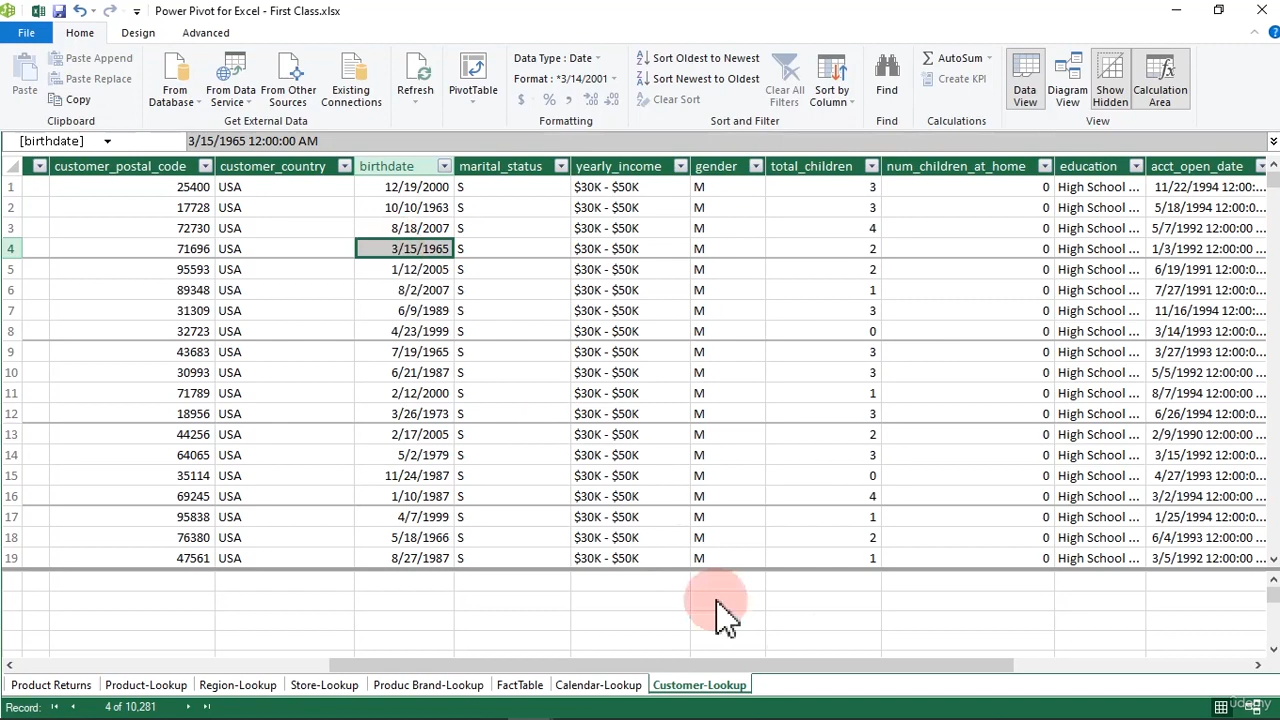 Power Pivot for Excel - First Class.xlsx
File Home Design Advanced
Paste
Paste Append
Paste Replace
Copy
Clipboard
From Database
From Data Service
From Other Sources
Existing Connections
Get External Data
Refresh
PivotTable
Data Type : Date
Format : *3/14/2001
$ % , .00 .00
Formatting
Sort Oldest to Newest
Sort Newest to Oldest
Clear Sort
Clear All Filters
Sort by Column
Sort and Filter
Find
Find
AutoSum
Create KPI
Calculations
Data View
Diagram View
Show Hidden
Calculation Area
View
[birthdate] 3/15/1965 12:00:00 AM
customer_postal_code customer_country birthdate marital_status yearly_income gender total_children num_children_at_home education acct_open_date
1 25400 USA 12/19/2000 S $30K - $50K M 3 0 High School ... 11/22/1994 12:00:...
2 17728 USA 10/10/1963 S $30K - $50K M 3 0 High School ... 5/18/1994 12:00:0...
3 72730 USA 8/18/2007 S $30K - $50K M 4 0 High School ... 5/7/1992 12:00:00 ...
4 71696 USA 3/15/1965 S $30K - $50K M 2 0 High School ... 1/3/1992 12:00:00 ...
5 95593 USA 1/12/2005 S $30K - $50K M 2 0 High School ... 6/19/1991 12:00:0...
6 89348 USA 8/2/2007 S $30K - $50K M 1 0 High School ... 7/27/1991 12:00:0...
7 31309 USA 6/9/1989 S $30K - $50K M 3 0 High School ... 11/16/1994 12:00:...
8 32723 USA 4/23/1999 S $30K - $50K M 0 0 High School ... 3/14/1993 12:00:0...
9 43683 USA 7/19/1965 S $30K - $50K M 3 0 High School ... 3/27/1993 12:00:0...
10 30993 USA 6/21/1987 S $30K - $50K M 3 0 High School ... 5/5/1992 12:00:00 ...
11 71789 USA 2/12/2000 S $30K - $50K M 1 0 High School ... 8/7/1994 12:00:00 ...
12 18956 USA 3/26/1973 S $30K - $50K M 3 0 High School ... 6/26/1994 12:00:0...
13 44256 USA 2/17/2005 S $30K - $50K M 2 0 High School ... 2/9/1990 12:00:00 ...
14 64065 USA 5/2/1979 S $30K - $50K M 3 0 High School ... 3/15/1992 12:00:0...
15 35114 USA 11/24/1987 S $30K - $50K M 0 0 High School ... 4/27/1993 12:00:0...
16 69245 USA 1/10/1987 S $30K - $50K M 4 0 High School ... 3/2/1994 12:00:00 ...
17 95838 USA 4/7/1999 S $30K - $50K M 1 0 High School ... 1/25/1994 12:00:0...
18 76380 USA 5/18/1966 S $30K - $50K M 2 0 High School ... 6/4/1993 12:00:00 ...
19 47561 USA 8/27/1987 S $30K - $50K M 1 0 High School ... 3/5/1992 12:00:00 ...
Product Returns Product-Lookup Region-Lookup Store-Lookup Produc Brand-Lookup FactTable Calendar-Lookup Customer-Lookup
Record: 4 of 10,281
Udemy